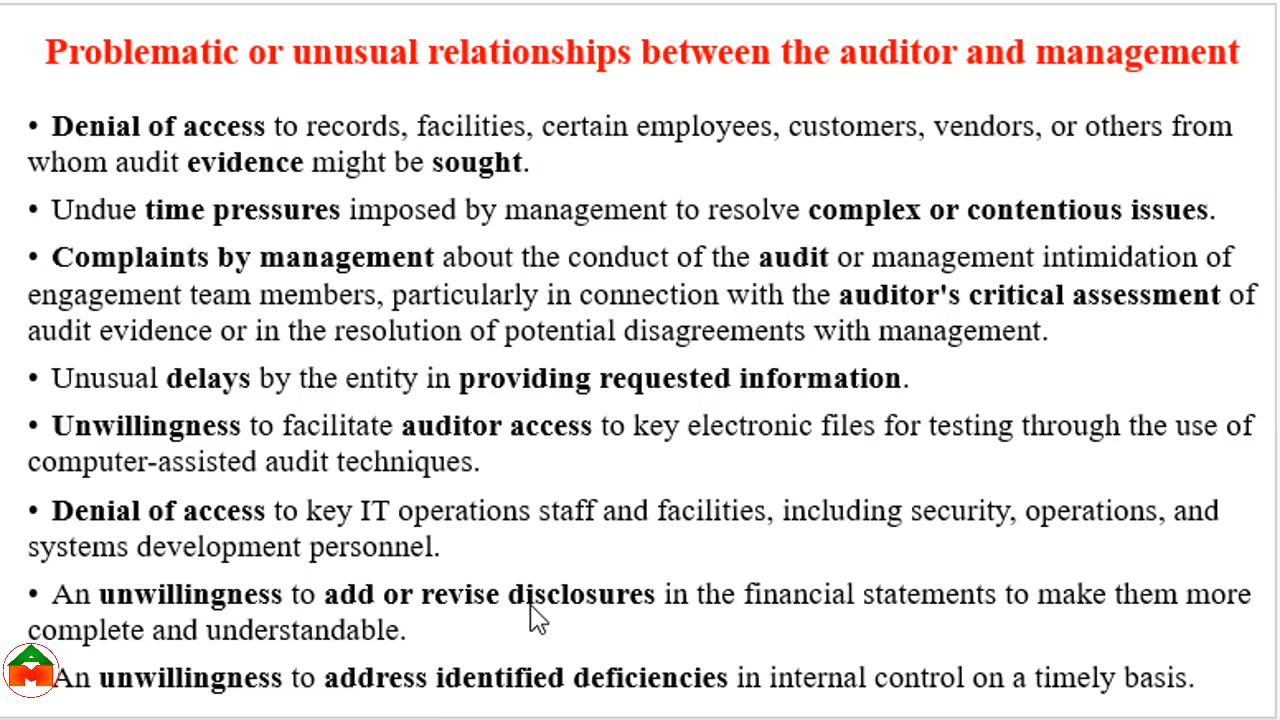 Problematic or unusual relationships between the auditor and management
• Denial of access to records, facilities, certain employees, customers, vendors, or others from
whom audit evidence might be sought.
• Undue time pressures imposed by management to resolve complex or contentious issues.
• Complaints by management about the conduct of the audit or management intimidation of
engagement team members, particularly in connection with the auditor's critical assessment of
audit evidence or in the resolution of potential disagreements with management.
• Unusual delays by the entity in providing requested information.
• Unwillingness to facilitate auditor access to key electronic files for testing through the use of
computer-assisted audit techniques.
• Denial of access to key IT operations staff and facilities, including security, operations, and
systems development personnel.
• An unwillingness to add or revise disclosures in the financial statements to make them more
complete and understandable.
An unwillingness to address identified deficiencies in internal control on a timely basis.